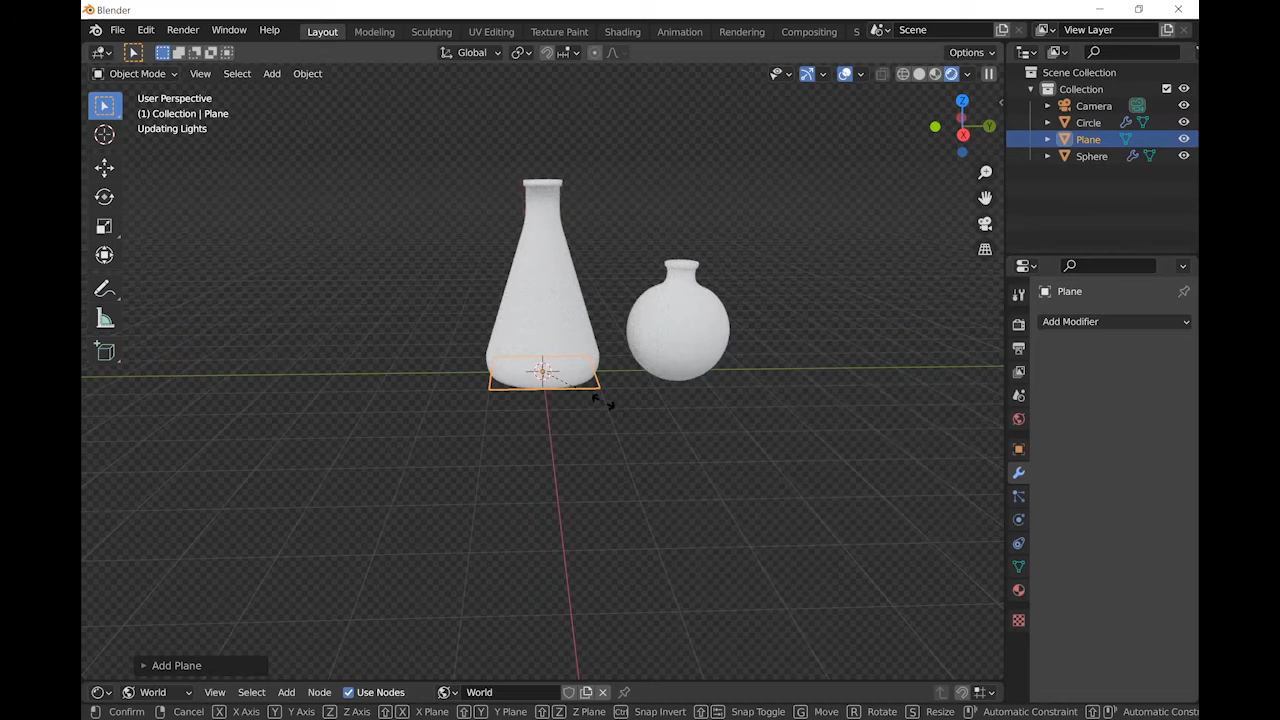 Blender
File Edit Render Window Help Layout Modeling Sculpting UV Editing Texture Paint Shading Animation Rendering Compositing S Scene View Layer
Global Options
Object Mode View Select Add Object
User Perspective
(1) Collection | Plane
Updating Lights
Z
Y
X
Scene Collection
Collection
Camera
Circle
Plane
Sphere
Plane
Add Modifier
Add Plane
World View Select Add Node Use Nodes World
Confirm Cancel X X Axis Y Y Axis Z Z Axis X X Plane Y Y Plane Z Z Plane Ctrl Snap Invert Snap Toggle G Move R Rotate S Resize Automatic Constraint Automatic Constr